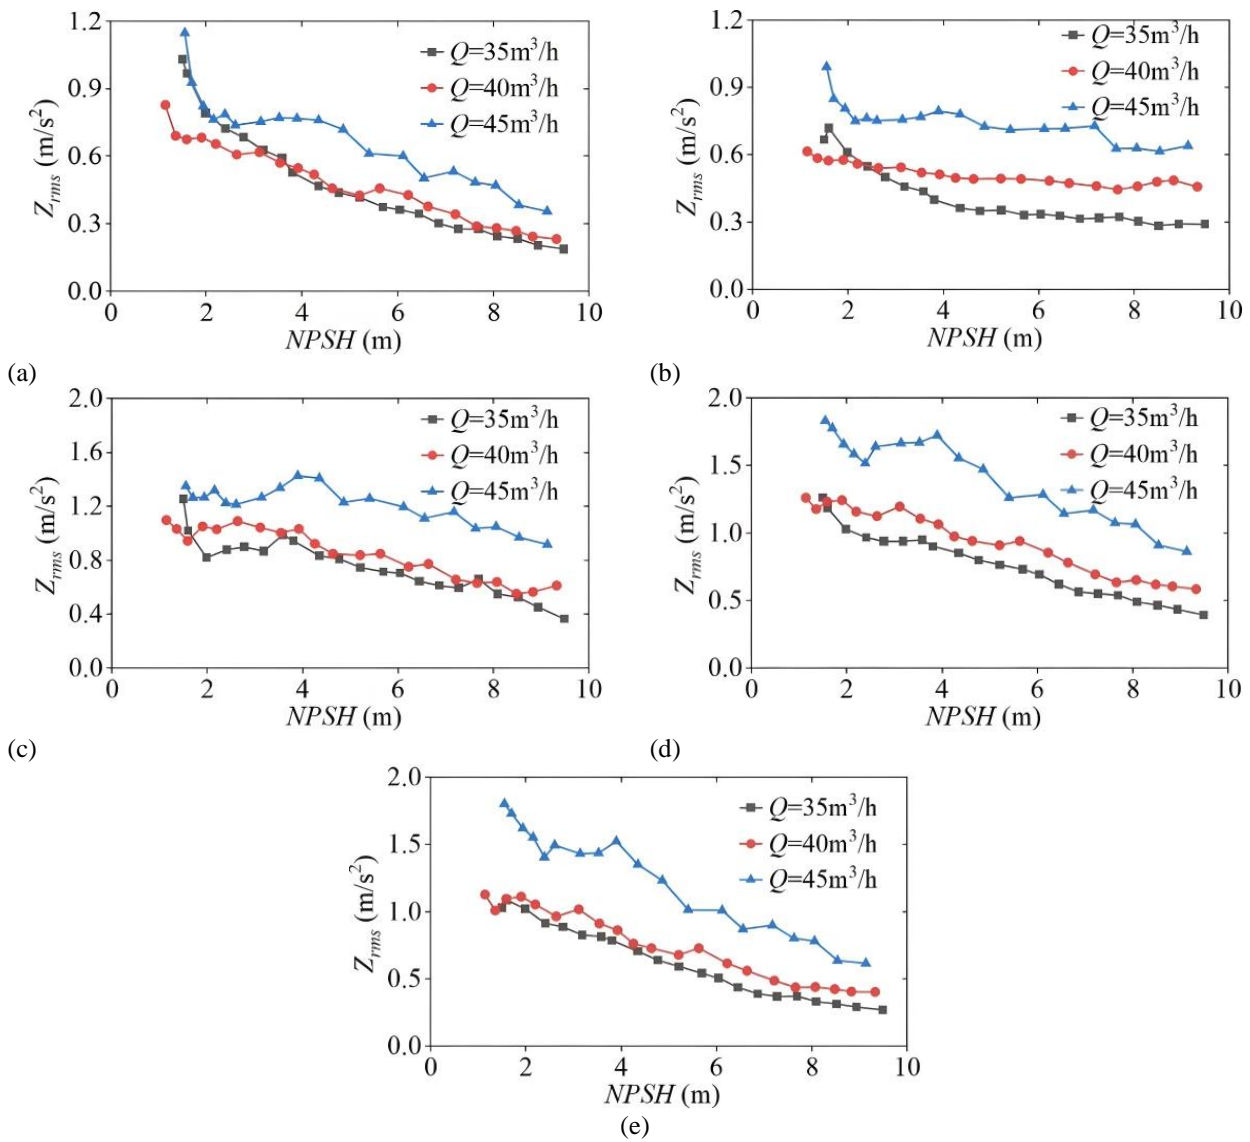 1.2
0.9
0.6
0.3
0.0
Z_rms (m/s²)
Q=35m³/h
Q=40m³/h
Q=45m³/h
0 2 4 6 8 10
NPSH (m)
(a)
1.2
0.9
0.6
0.3
0.0
Z_rms (m/s²)
Q=35m³/h
Q=40m³/h
Q=45m³/h
0 2 4 6 8 10
NPSH (m)
(b)
2.0
1.6
1.2
0.8
0.4
0.0
Z_rms (m/s²)
Q=35m³/h
Q=40m³/h
Q=45m³/h
0 2 4 6 8 10
NPSH (m)
(c)
2.0
1.5
1.0
0.5
0.0
Z_rms (m/s²)
Q=35m³/h
Q=40m³/h
Q=45m³/h
0 2 4 6 8 10
NPSH (m)
(d)
2.0
1.5
1.0
0.5
0.0
Z_rms (m/s²)
Q=35m³/h
Q=40m³/h
Q=45m³/h
0 2 4 6 8 10
NPSH (m)
(e)